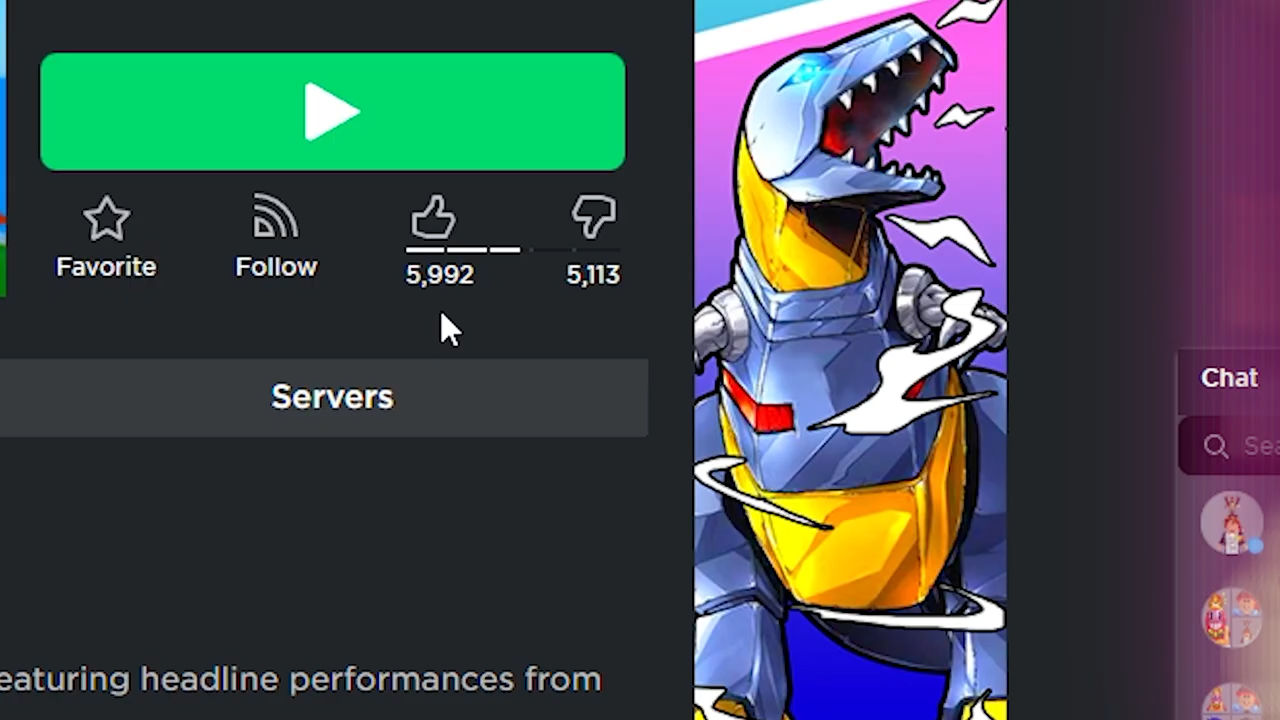 Favorite
Follow
5,992
5,113
Servers
Chat
eaturing headline performances from